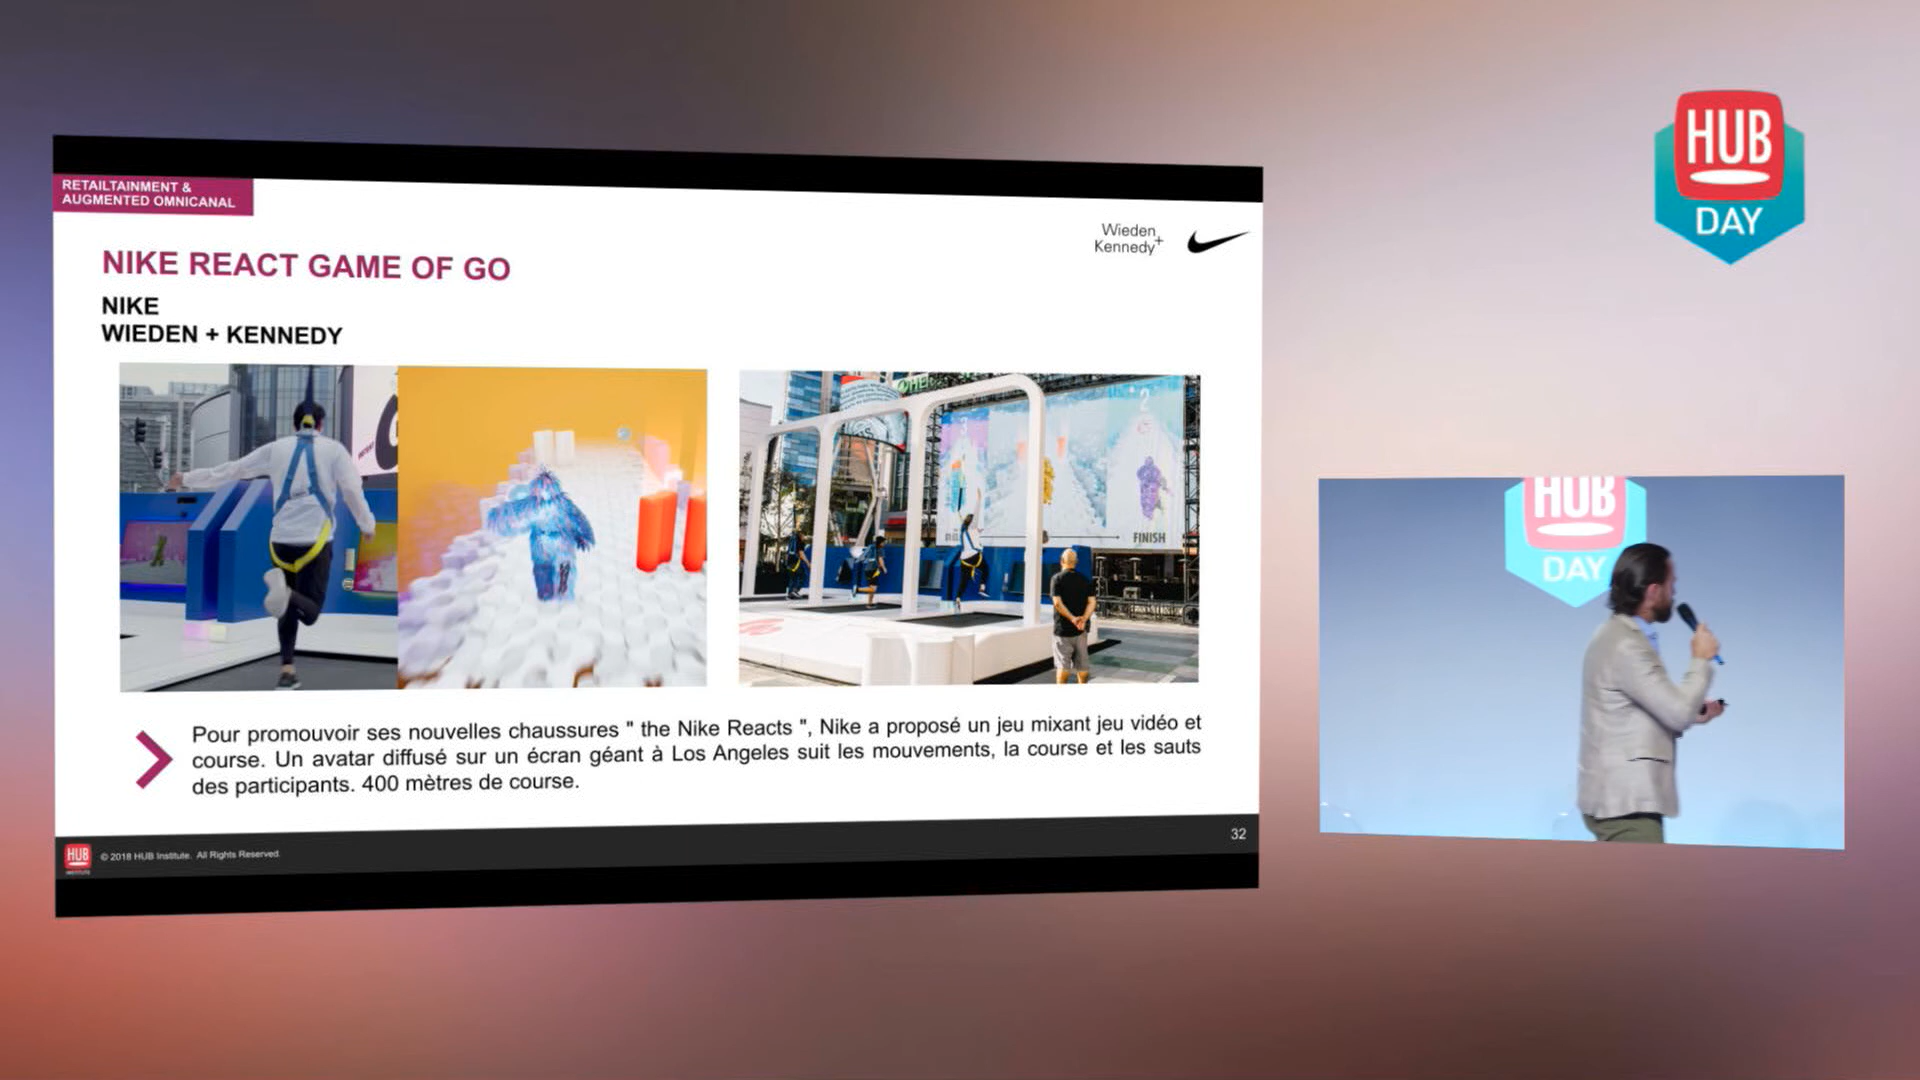 RETAILTAINMENT &
AUGMENTED OMNICANAL
Wieden
Kennedy+
NIKE REACT GAME OF GO
NIKE
WIEDEN + KENNEDY
FINISH
Pour promouvoir ses nouvelles chaussures " the Nike Reacts ", Nike a proposé un jeu mixant jeu vidéo et
course. Un avatar diffusé sur un écran géant à Los Angeles suit les mouvements, la course et les sauts
des participants. 400 mètres de course.
HUB
© 2018 HUB Institute. All Rights Reserved.
32
HUB
DAY
HUB
DAY